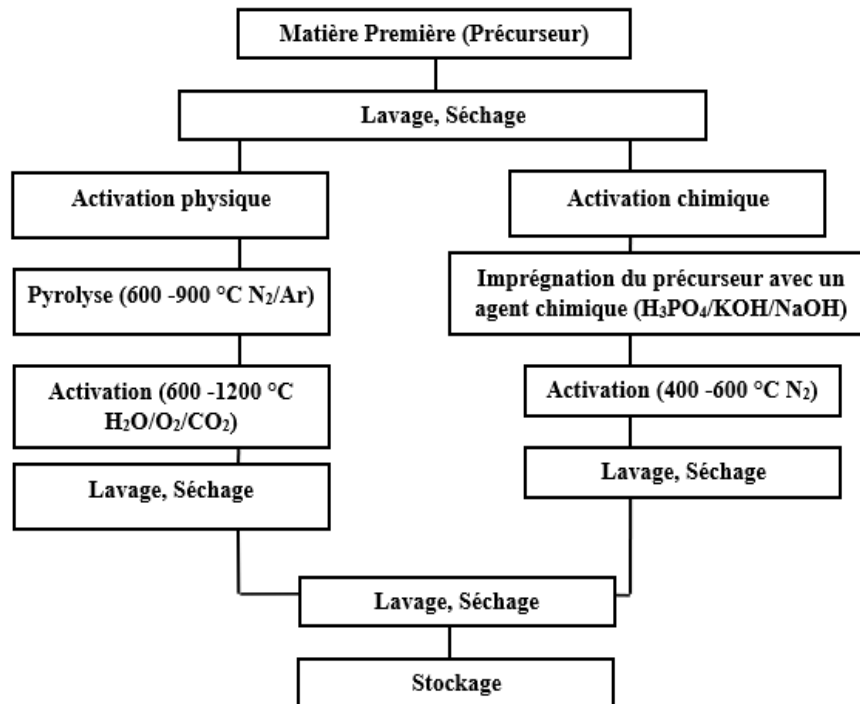 Matière Première (Précurseur)
Lavage, Séchage
Activation physique
Pyrolyse (600 -900 °C N₂/Ar)
Activation (600 -1200 °C
H₂O/O₂/CO₂)
Lavage, Séchage
Activation chimique
Imprégnation du précurseur avec un
agent chimique (H₃PO₄/KOH/NaOH)
Activation (400 -600 °C N₂)
Lavage, Séchage
Lavage, Séchage
Stockage